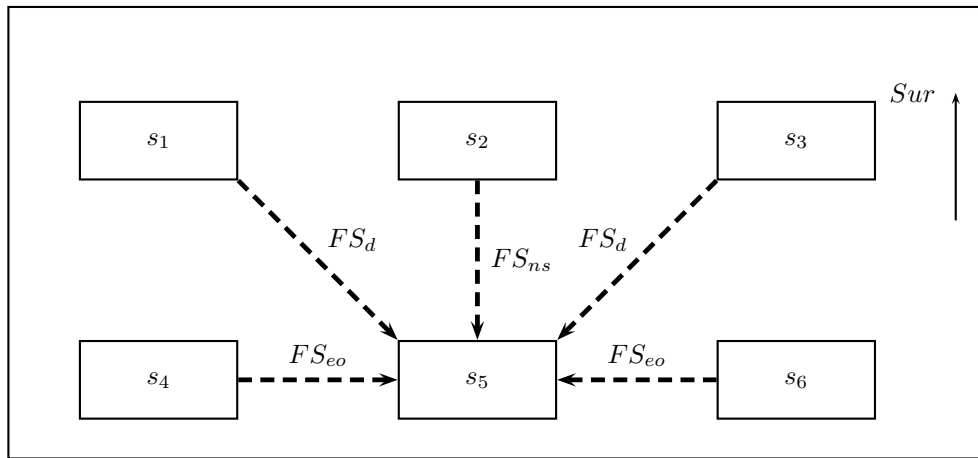 Sur
s1 s2 s3
FSd FSd
FSns
FSeo FSeo
s4 s5 s6